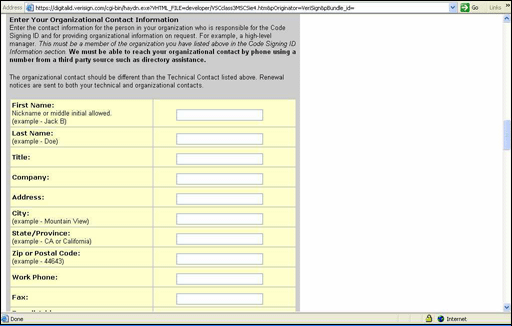 Address https://digitalid.verisign.com/cgi-bin/haydn.exe?VHTML_FILE=developer/VSCclass3MSCSlert.htm&pOriginator=VeriSignBundle_id= Go Links
Enter Your Organizational Contact Information
Enter the contact information for the person in your organization who is responsible for the Code
Signing ID and for providing organizational information on request. For example, a high-level
manager. This must be a member of the organization you have listed above in the Code Signing ID
Information section. We must be able to reach your organizational contact by phone using a
number from a third party source such as directory assistance.
The organizational contact should be different than the Technical Contact listed above. Renewal
notices are sent to both your technical and organizational contacts.
First Name:
Nickname or middle initial allowed.
(example - Jack B)
Last Name:
(example - Doe)
Title:
Company:
Address:
City:
(example - Mountain View)
State/Province:
(example - CA or California)
Zip or Postal Code:
(example - 44643)
Work Phone:
Fax:
Done Internet